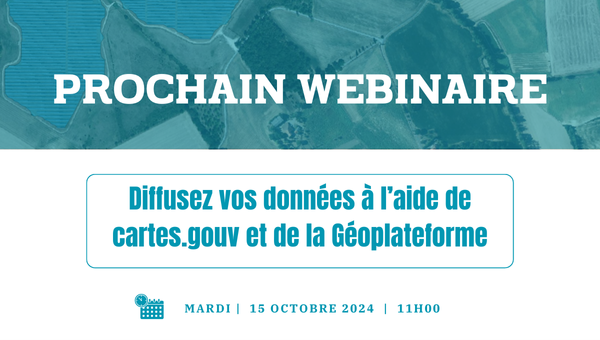 PROCHAIN WEBINAIRE
Diffusez vos données à l'aide de
cartes.gouv et de la Géoplateforme
MARDI | 15 OCTOBRE 2024 | 11H00